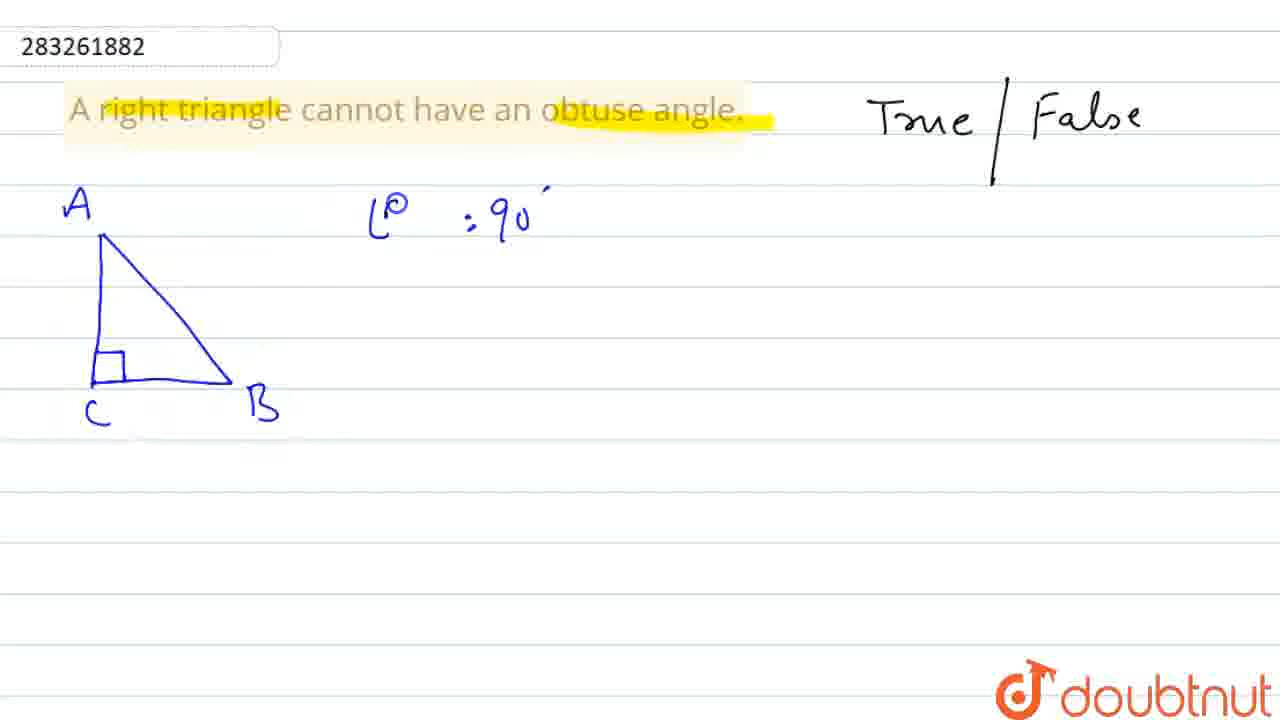 283261882
A right triangle cannot have an obtuse angle.
True / False
A
: 90°
C
B
doubtnut